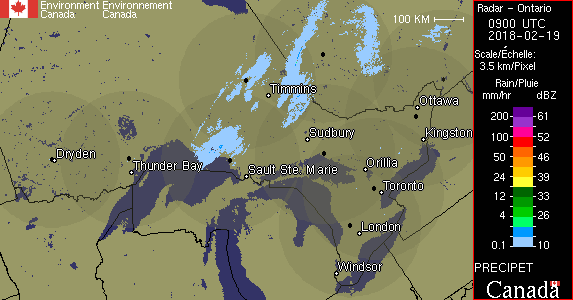 Environment Environnement
Canada Canada
100 KM
Timmins
Ottawa
Sudbury
Kingston
Dryden
Thunder Bay
Sault Ste. Marie
Orillia
Toronto
London
Windsor
Radar - Ontario
0900 UTC
2018-02-19
Scale/Échelle:
3.5 km/Pixel
Rain/Pluie
mm/hr dBZ
200 61
100 52
50 46
24 39
12 33
4 26
0.1 10
PRECIPET
Canada